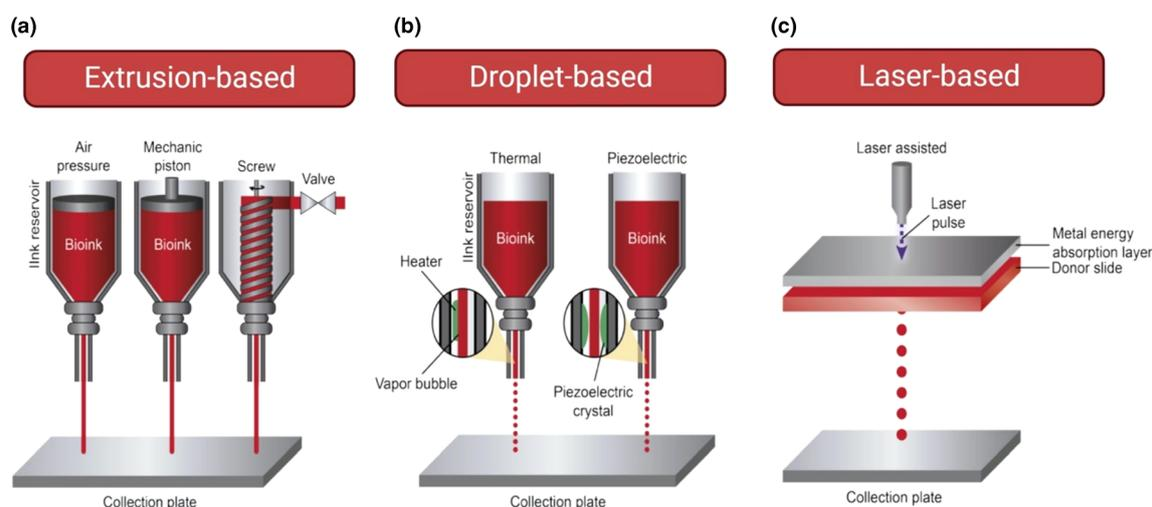 (a)
Extrusion-based
Air
pressure
Mechanic
piston
Screw
Valve
IInk reservoir
Bioink
Bioink
Collection plate
(b)
Droplet-based
Thermal
Piezoelectric
IInk reservoir
Bioink
Bioink
Heater
Vapor bubble
Piezoelectric
crystal
Collection plate
(c)
Laser-based
Laser assisted
Laser
pulse
Metal energy
absorption layer
Donor slide
Collection plate